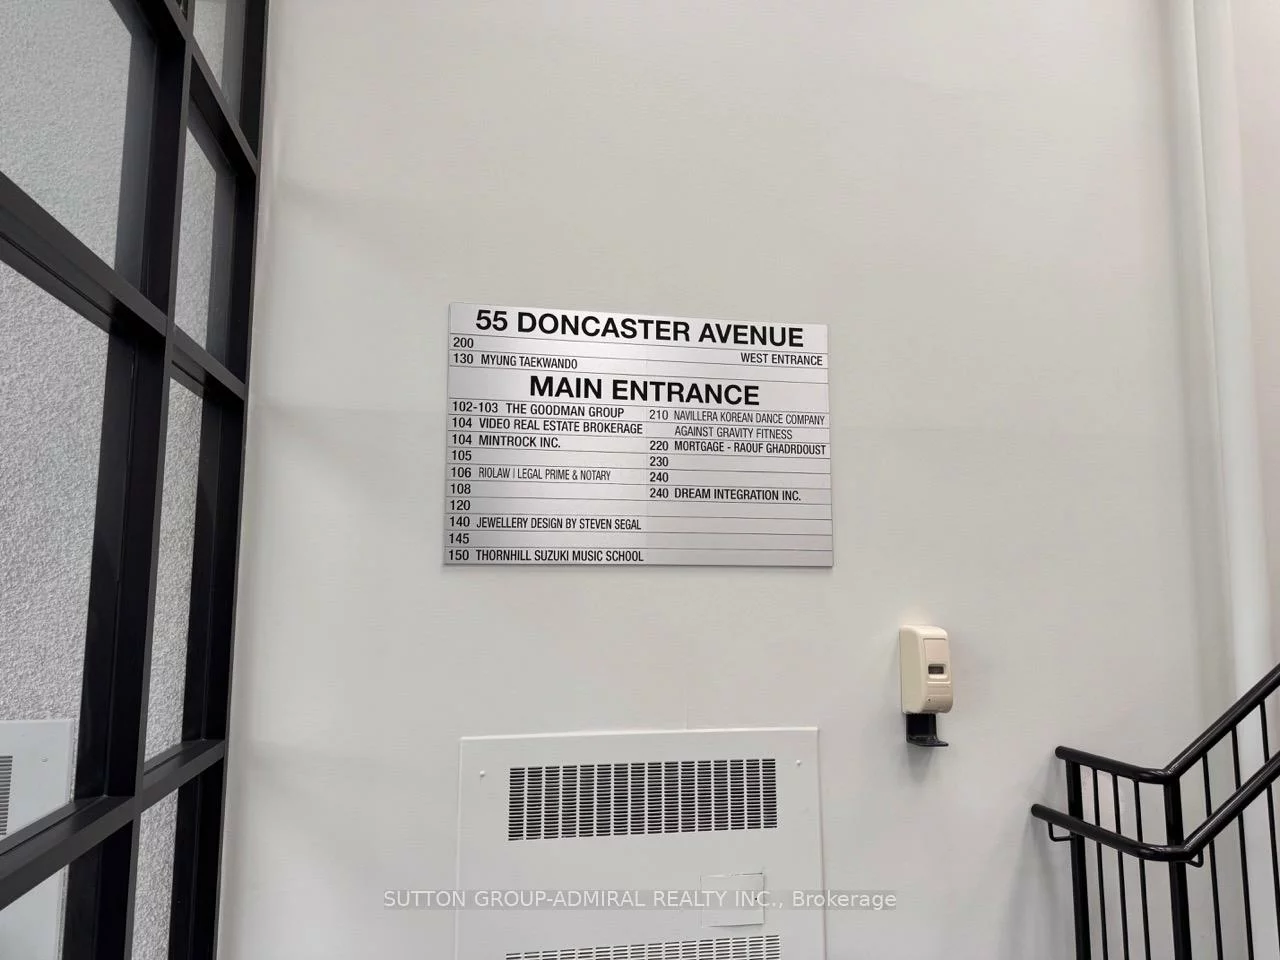 55 DONCASTER AVENUE
200
WEST ENTRANCE
130 MYUNG TAEKWANDO
MAIN ENTRANCE
102-103 THE GOODMAN GROUP
104 VIDEO REAL ESTATE BROKERAGE
104 MINTROCK INC.
105
106 RIOLAW | LEGAL PRIME & NOTARY
108
120
140 JEWELLERY DESIGN BY STEVEN SEGAL
145
150 THORNHILL SUZUKI MUSIC SCHOOL
210 NAVILLERA KOREAN DANCE COMPANY
AGAINST GRAVITY FITNESS
220 MORTGAGE - RAOUF GHADRDOUST
230
240
240 DREAM INTEGRATION INC.
SUTTON GROUP-ADMIRAL REALTY INC., Brokerage